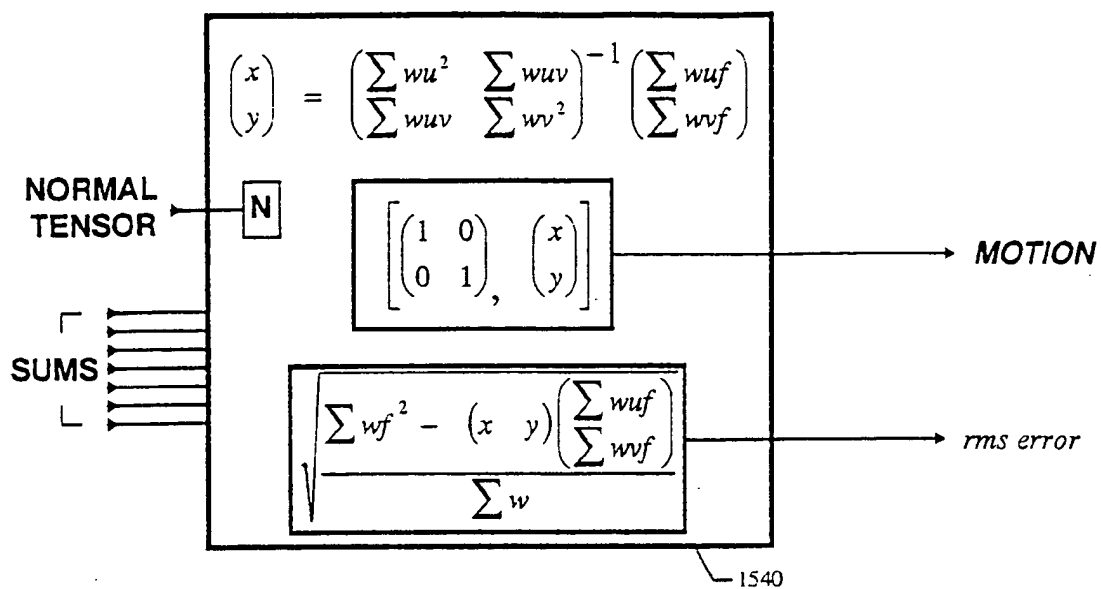 (x y) = (∑wu² ∑wuv ∑wuv ∑wv²)⁻¹ (∑wuf ∑wvf)
NORMAL
TENSOR
N
[(1 0 0 1), (x y)]
MOTION
SUMS
√((∑wf² - (x y)(∑wuf ∑wvf)) / ∑w)
rms error
1540